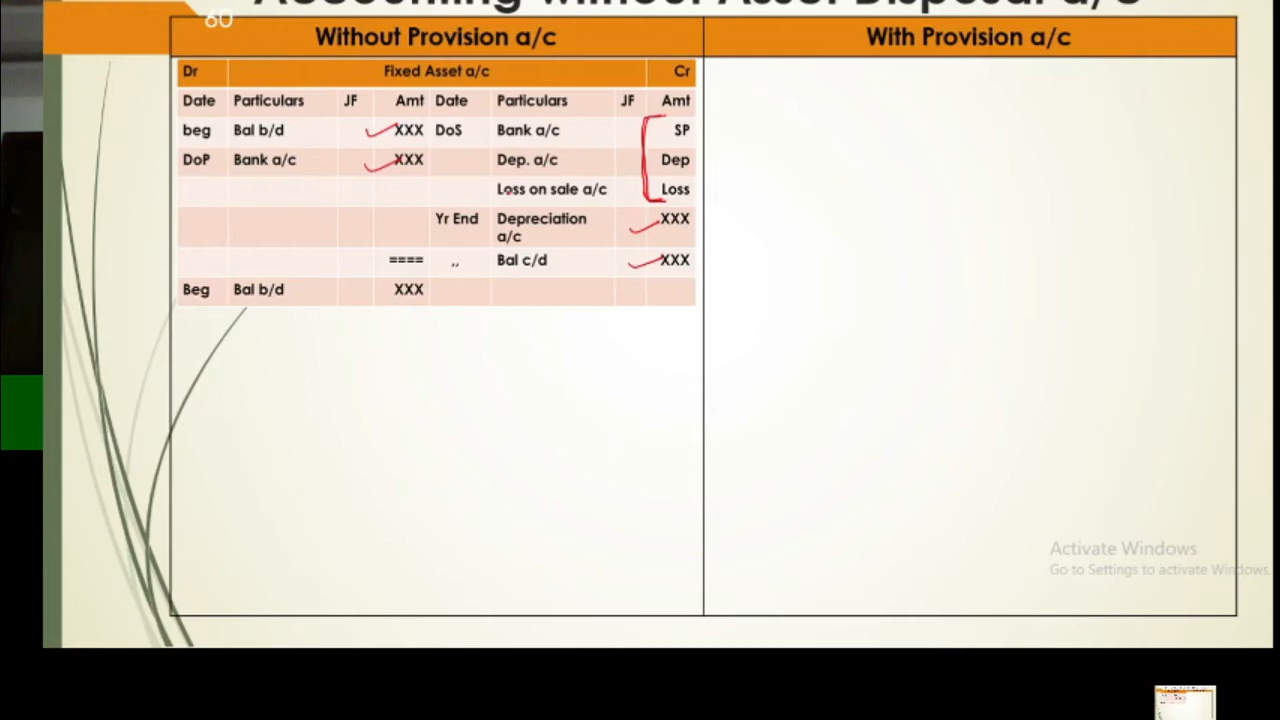 Accounting without Asset Disposal a/c
60
Without Provision a/c With Provision a/c
Dr Fixed Asset a/c Cr
Date Particulars JF Amt Date Particulars JF Amt
beg Bal b/d XXX DoS Bank a/c SP
DoP Bank a/c XXX Dep. a/c Dep
Loss on sale a/c Loss
Yr End Depreciation a/c XXX
==== ,, Bal c/d XXX
Beg Bal b/d XXX
Activate Windows
Go to Settings to activate Windows.